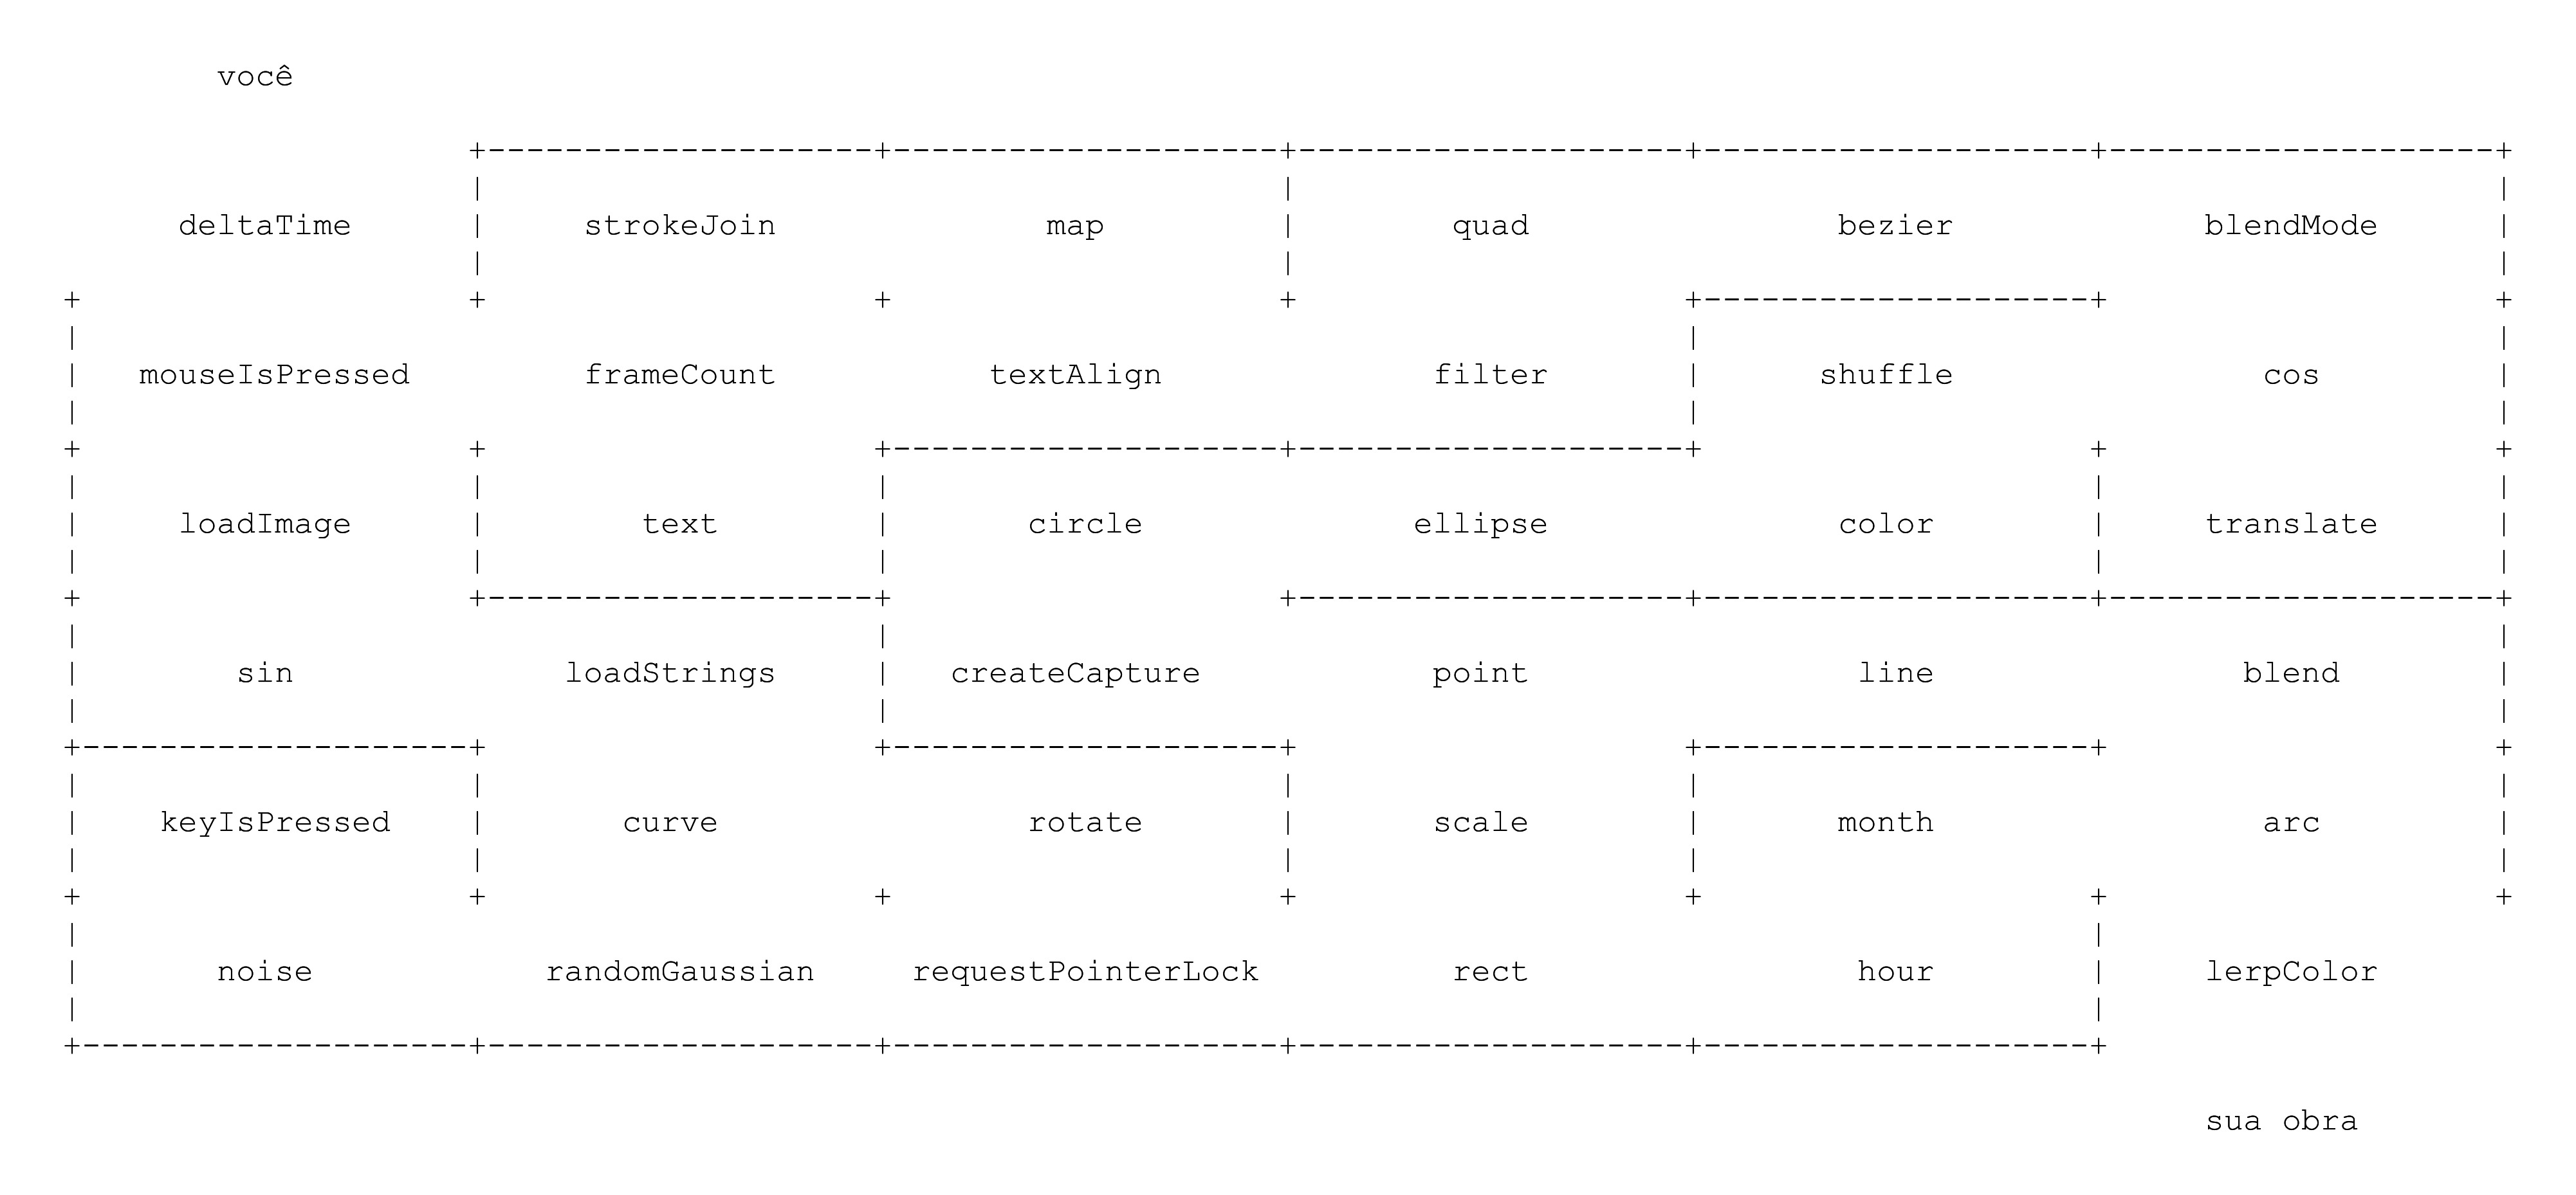 você
deltaTime strokeJoin map quad bezier blendMode
mouseIsPressed frameCount textAlign filter shuffle cos
loadImage text circle ellipse color translate
sin loadStrings createCapture point line blend
keyIsPressed curve rotate scale month arc
noise randomGaussian requestPointerLock rect hour lerpColor
sua obra